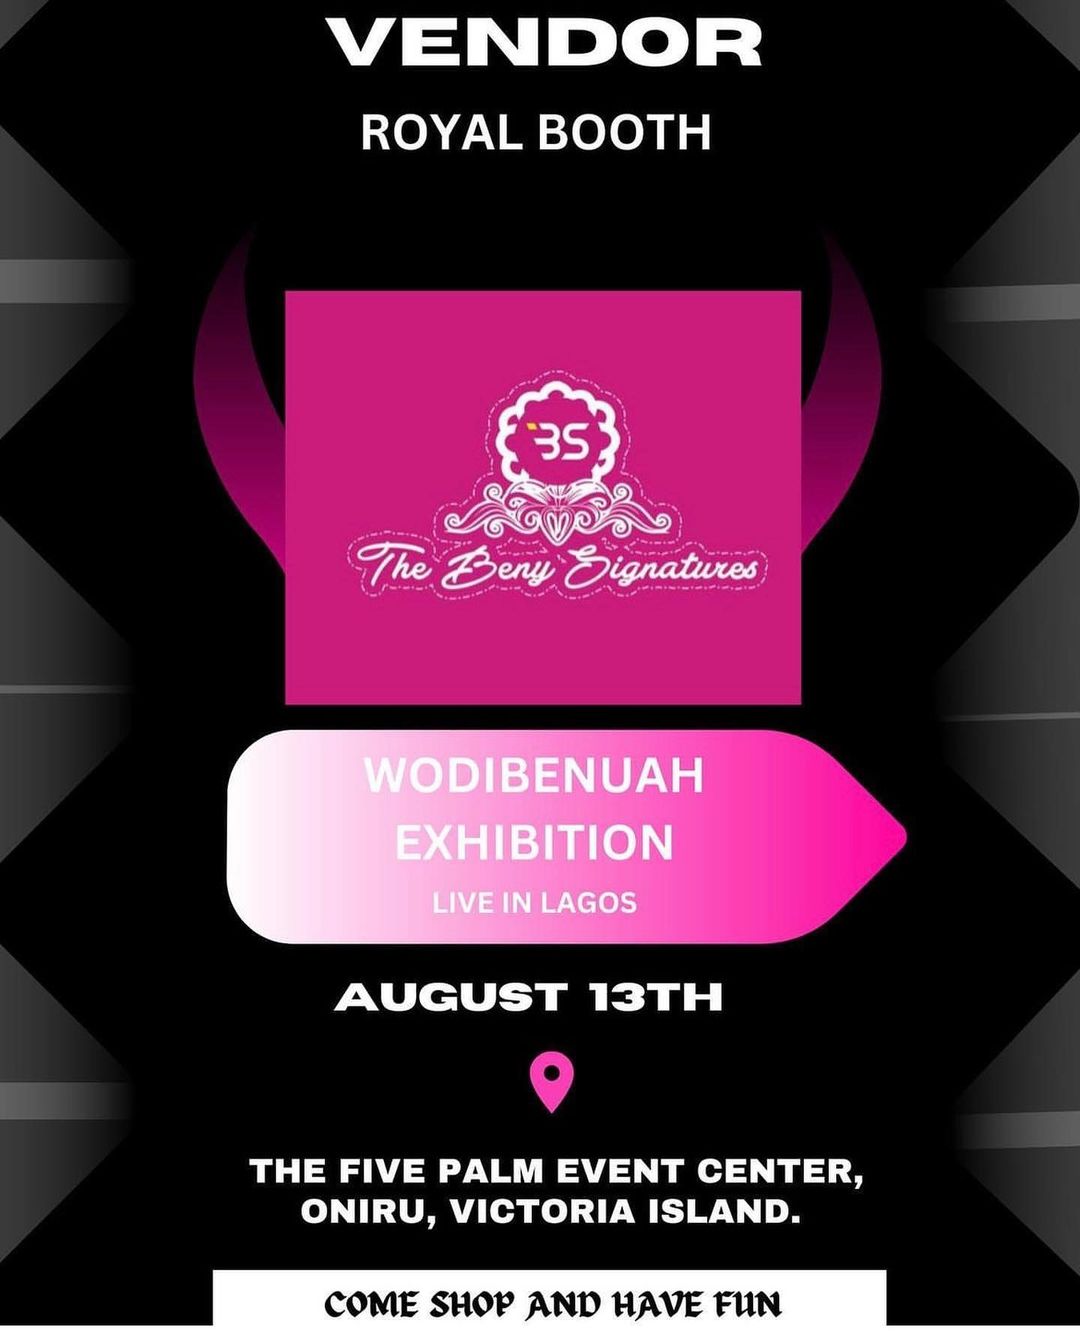 VENDOR
ROYAL BOOTH
BS
The Beny Signatures
WODIBENUAH
EXHIBITION
LIVE IN LAGOS
AUGUST 13TH
THE FIVE PALM EVENT CENTER,
ONIRU, VICTORIA ISLAND.
COME SHOP AND HAVE FUN